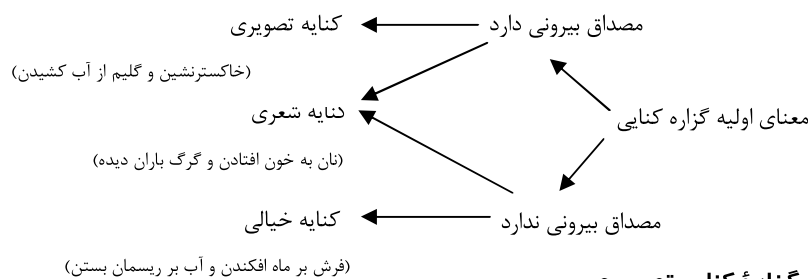 مصداق بیرونی دارد
کنایه تصویری
(خاکسترنشین و گلیم از آب کشیدن)
معنای اولیه گزاره کنایی
کنایه شعری
(نان به خون افتادن و گرگ باران دیده)
مصداق بیرونی ندارد
کنایه خیالی
(فرش بر ماه افکندن و آب بر ریسمان بستن)